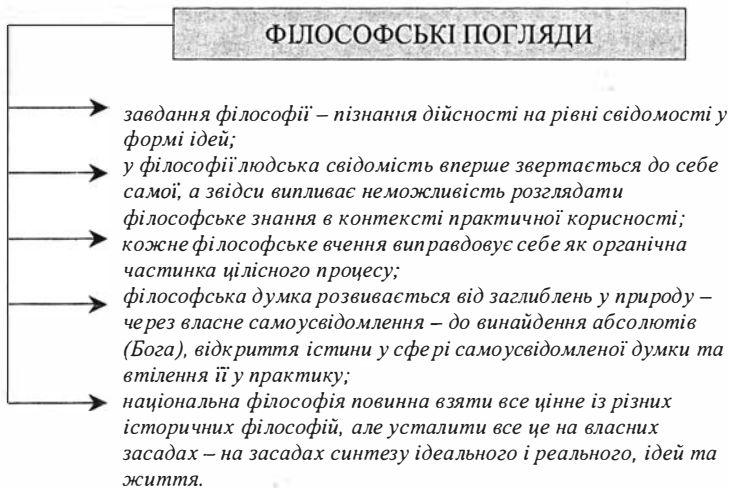 ФІЛОСОФСЬКІ ПОГЛЯДИ
завдання філософії – пізнання дійсності на рівні свідомості у
формі ідей;
у філософії людська свідомість вперше звертається до себе
самої, а звідси випливає неможливість розглядати
філософське знання в контексті практичної корисності;
кожне філософське вчення виправдовує себе як органічна
частинка цілісного процесу;
філософська думка розвивається від заглиблень у природу –
через власне самоусвідомлення – до винайдення абсолютів
(Бога), відкриття істини у сфері самоусвідомленої думки та
втілення її у практику;
національна філософія повинна взяти все цінне із різних
історичних філософій, але усталити все це на власних
засадах – на засадах синтезу ідеального і реального, ідей та
життя.